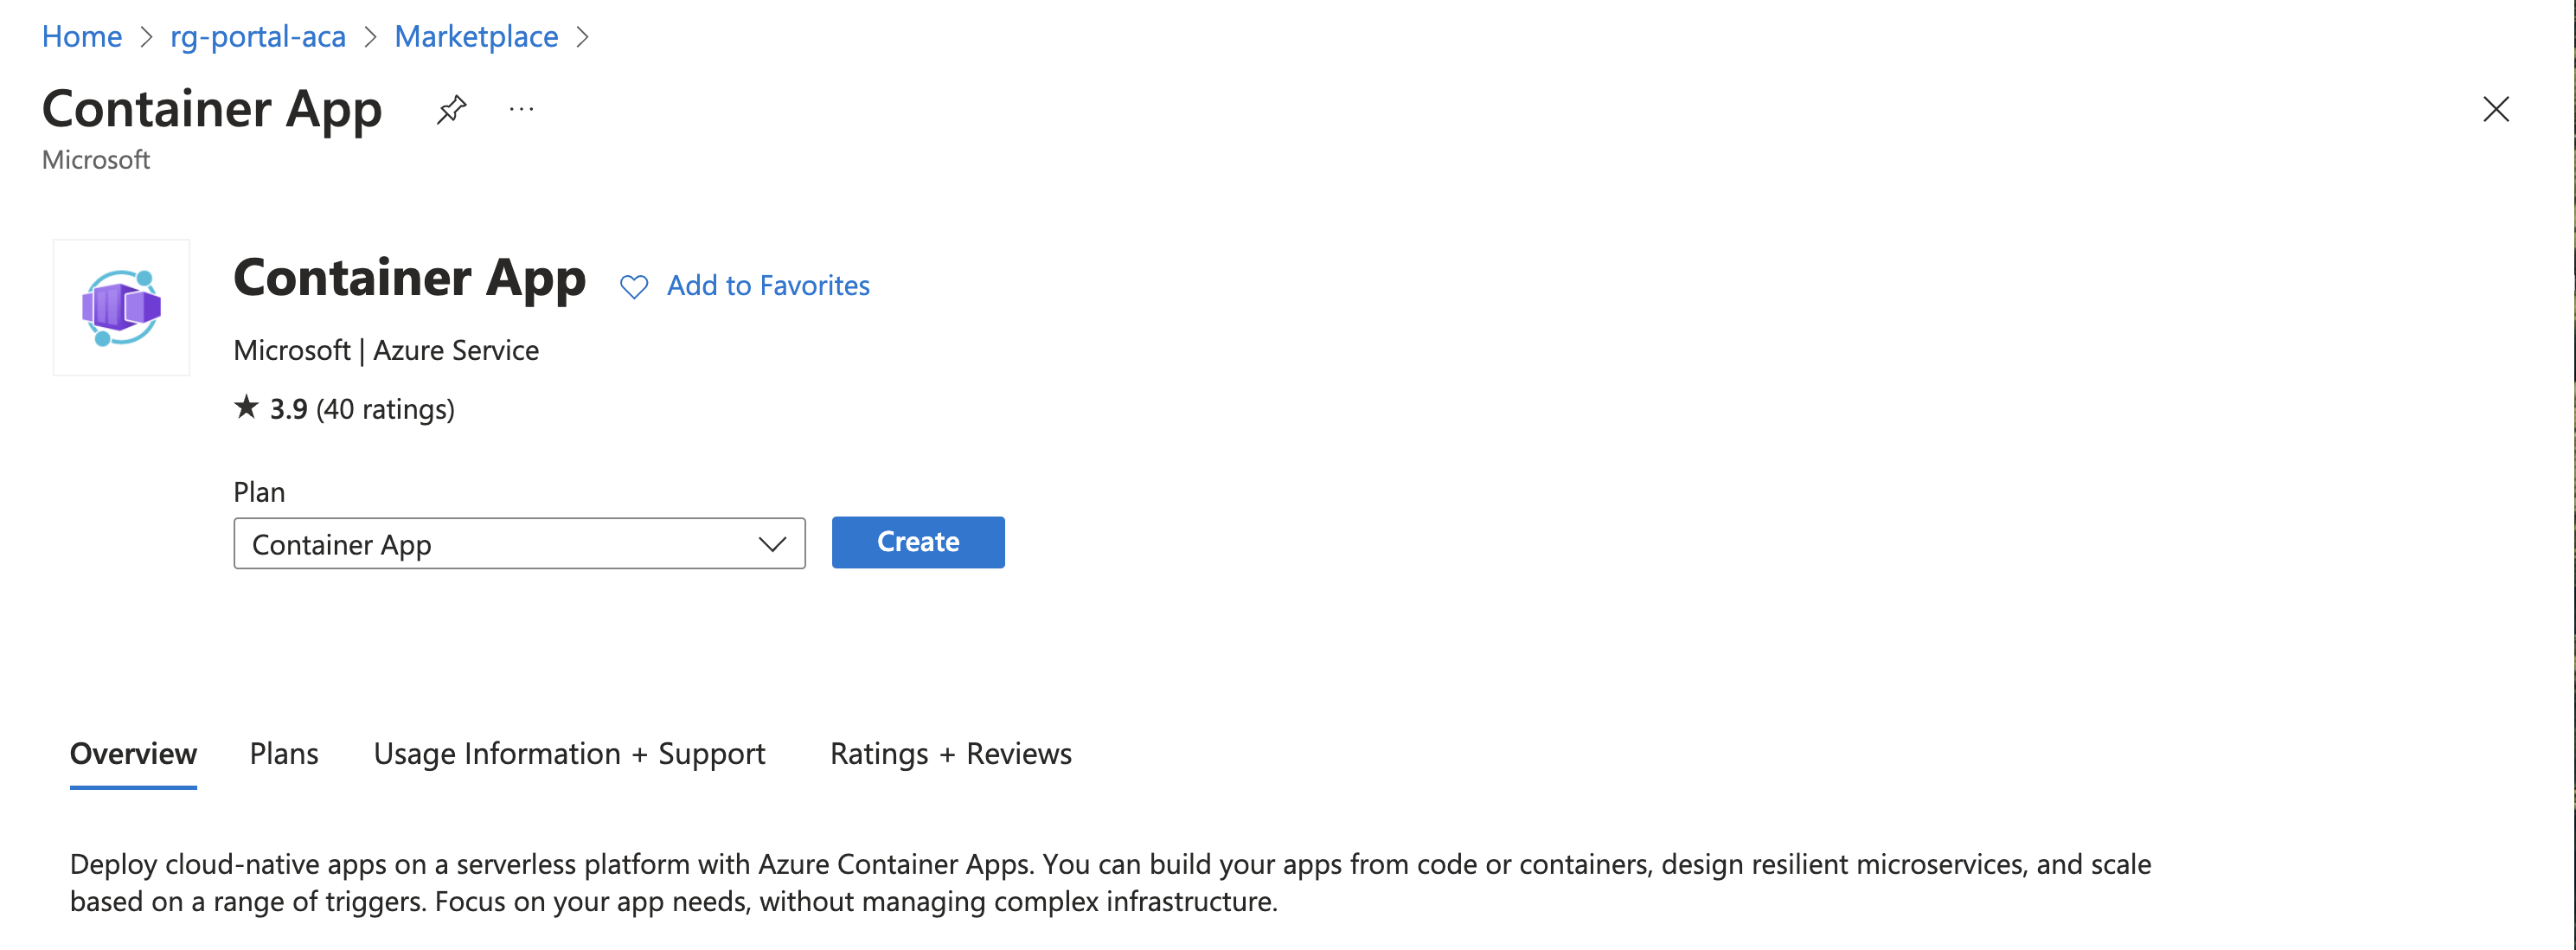 Home > rg-portal-aca > Marketplace >
Container App ...
Microsoft
Container App
Add to Favorites
Microsoft | Azure Service
★ 3.9 (40 ratings)
Plan
Container App
Create
Overview Plans Usage Information + Support Ratings + Reviews
Deploy cloud-native apps on a serverless platform with Azure Container Apps. You can build your apps from code or containers, design resilient microservices, and scale
based on a range of triggers. Focus on your app needs, without managing complex infrastructure.